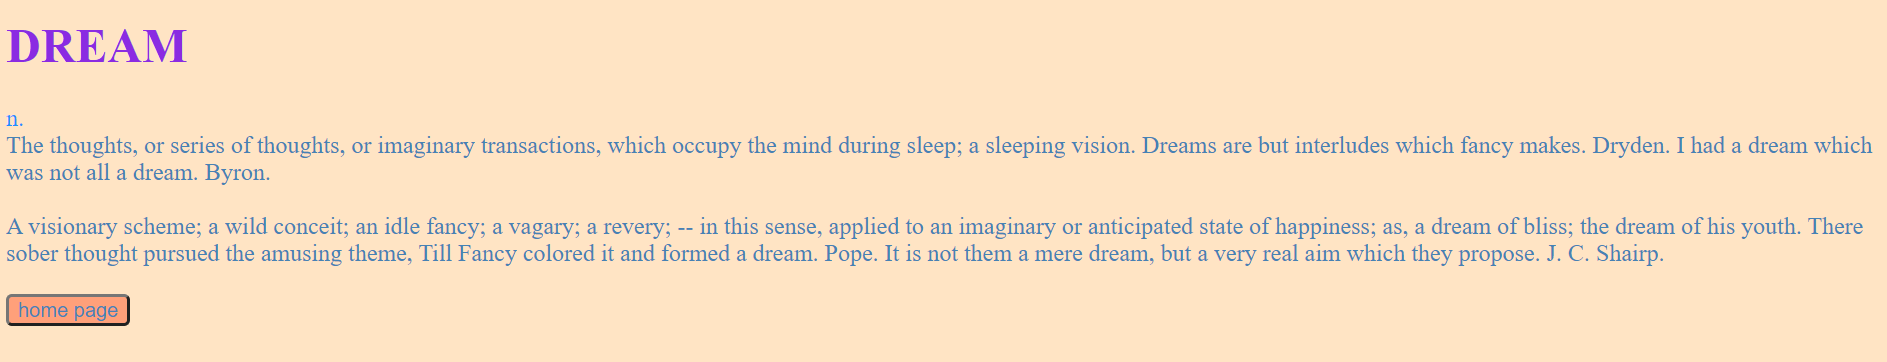 DREAM
n.
The thoughts, or series of thoughts, or imaginary transactions, which occupy the mind during sleep; a sleeping vision. Dreams are but interludes which fancy makes. Dryden. I had a dream which
was not all a dream. Byron.
A visionary scheme; a wild conceit; an idle fancy; a vagary; a revery; -- in this sense, applied to an imaginary or anticipated state of happiness; as, a dream of bliss; the dream of his youth. There
sober thought pursued the amusing theme, Till Fancy colored it and formed a dream. Pope. It is not them a mere dream, but a very real aim which they propose. J. C. Shairp.
home page